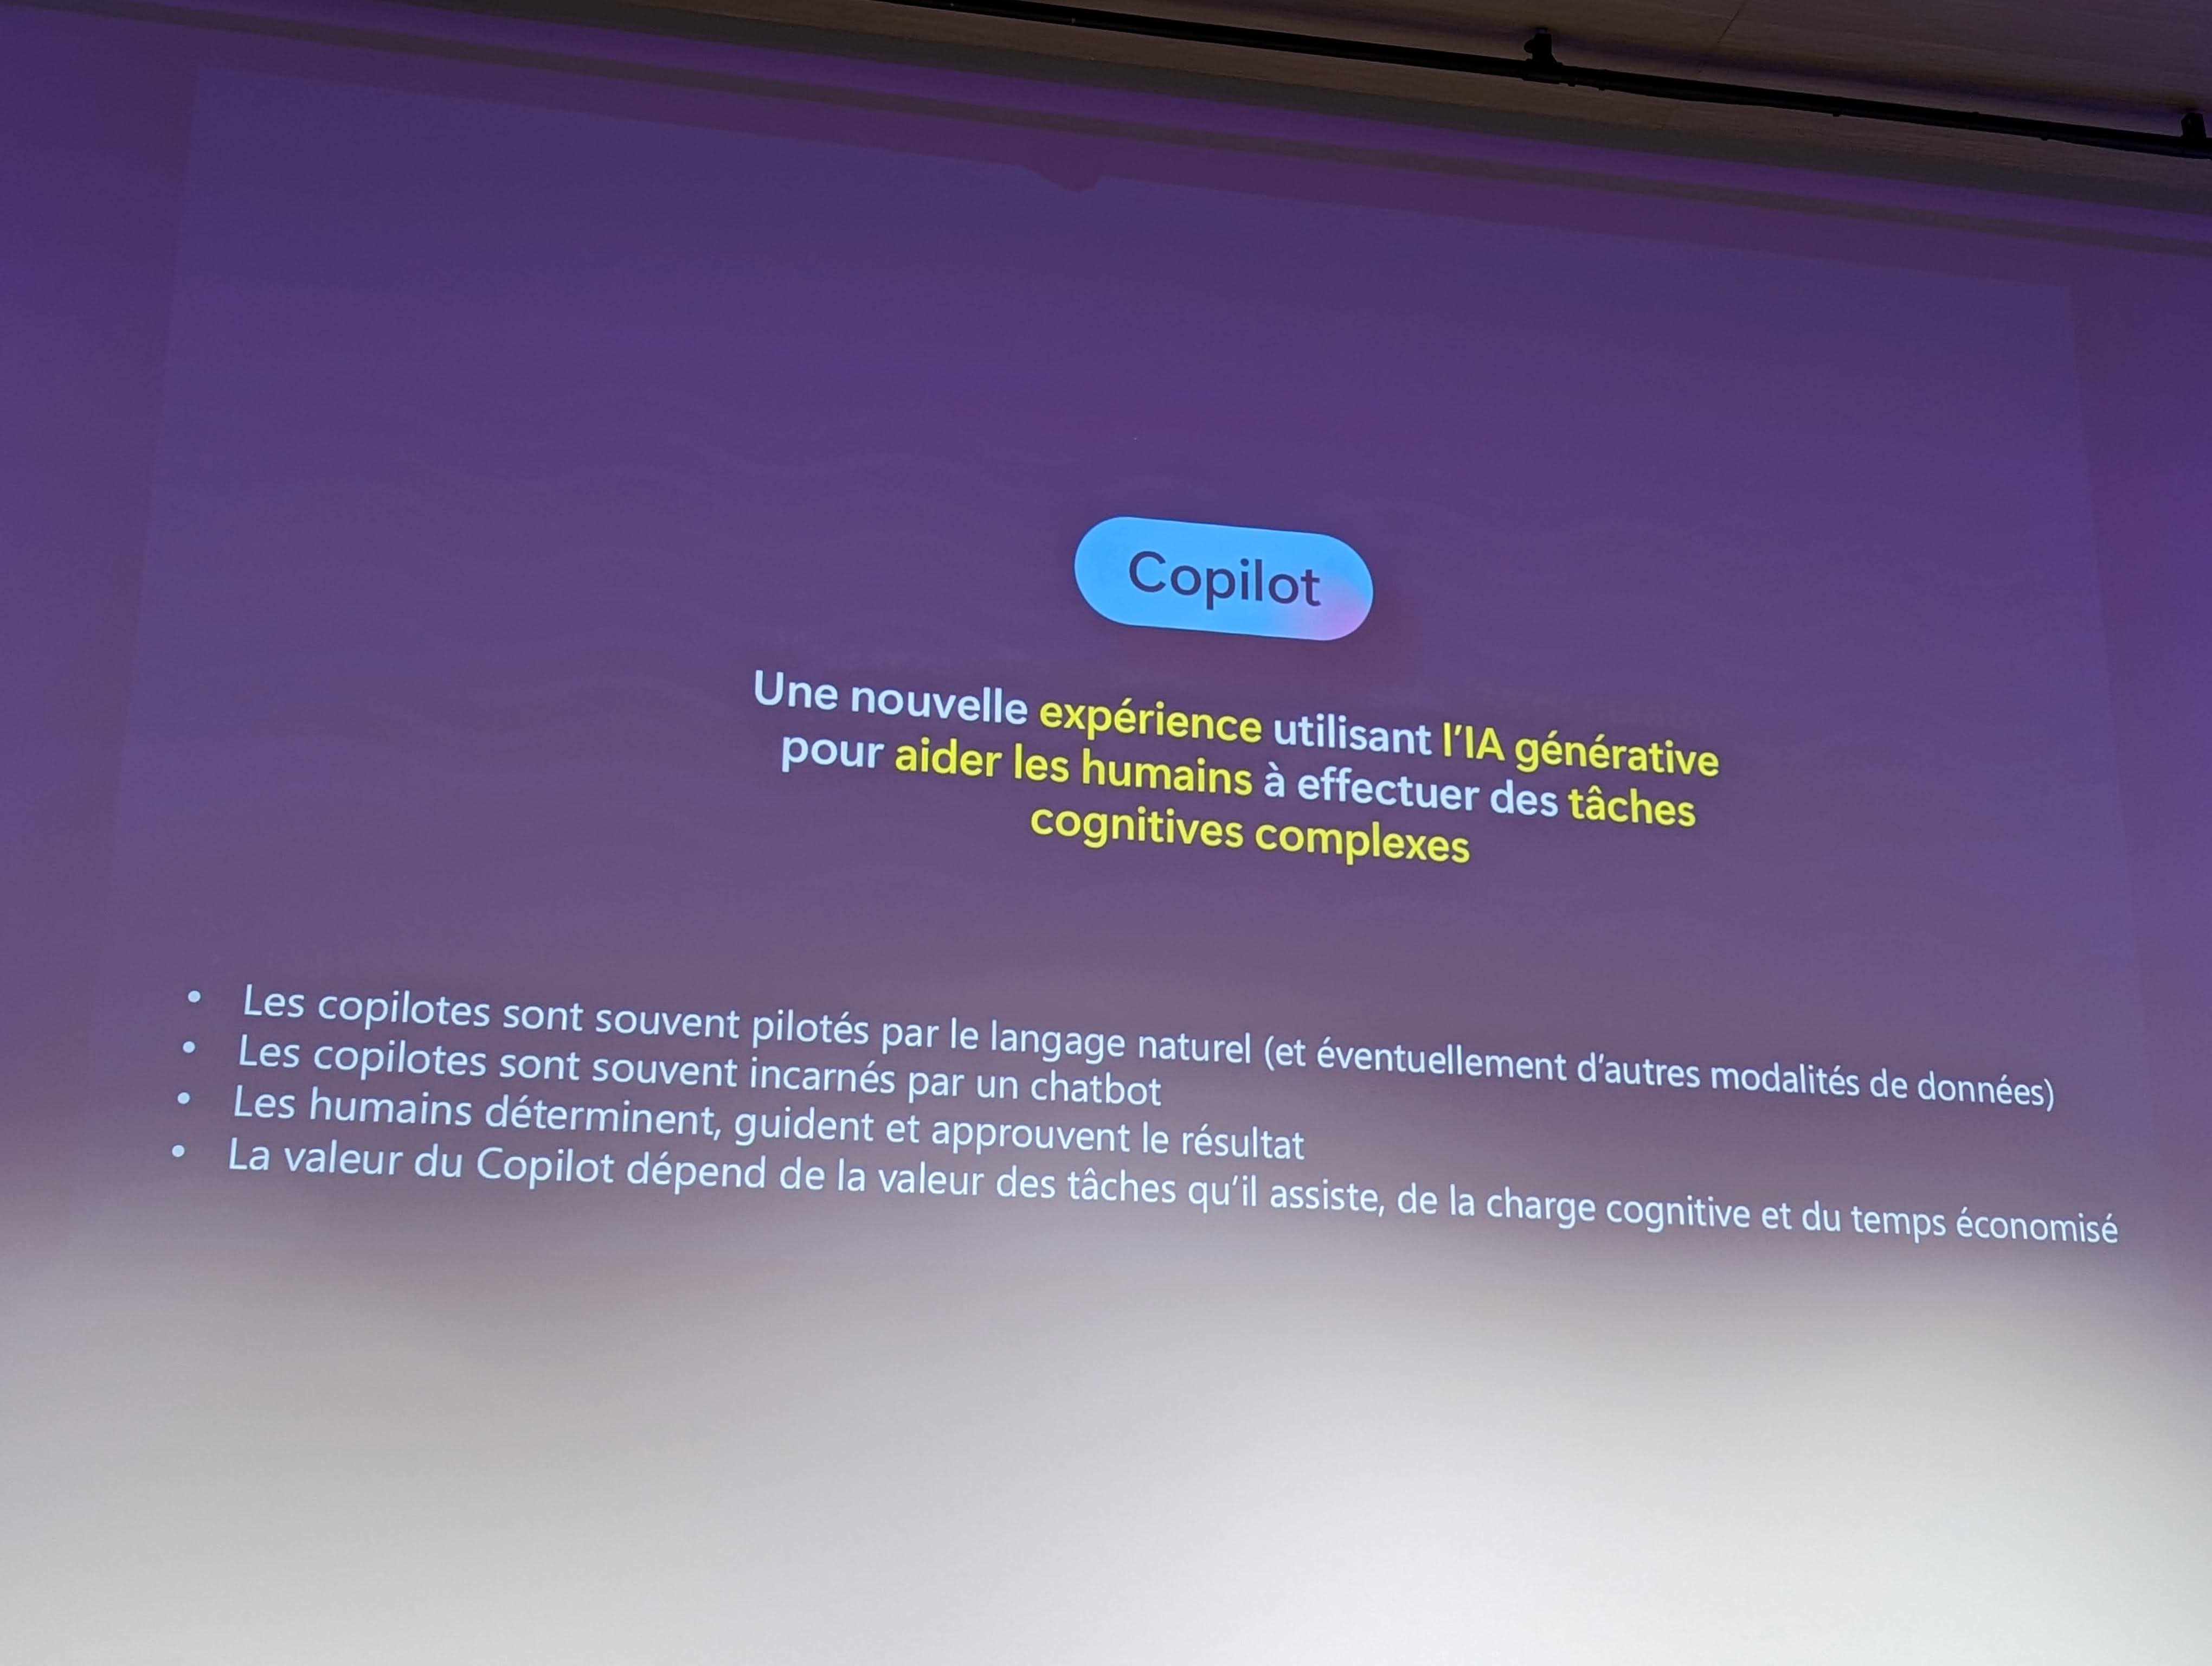 Copilot
Une nouvelle expérience utilisant l'IA générative
pour aider les humains à effectuer des tâches
cognitives complexes
• Les copilotes sont souvent pilotés par le langage naturel (et éventuellement d'autres modalités de données)
• Les copilotes sont souvent incarnés par un chatbot
• Les humains déterminent, guident et approuvent le résultat
• La valeur du Copilot dépend de la valeur des tâches qu'il assiste, de la charge cognitive et du temps économisé